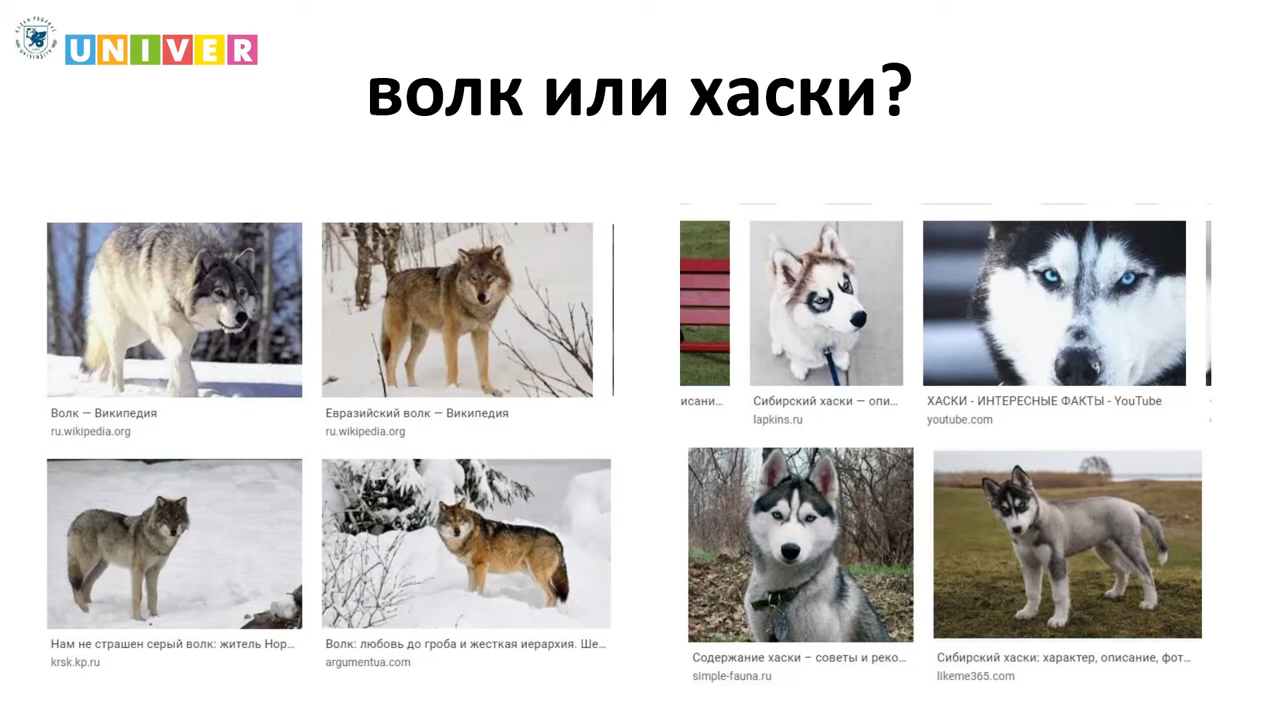 UNIVER
волк или хаски?
Волк — Википедия
ru.wikipedia.org
Евразийский волк — Википедия
ru.wikipedia.org
Нам не страшен серый волк: житель Нор...
krsk.kp.ru
Волк: любовь до гроба и жесткая иерархия. Ше...
argumentua.com
исани...
Сибирский хаски — опи...
lapkins.ru
ХАСКИ - ИНТЕРЕСНЫЕ ФАКТЫ - YouTube
youtube.com
Содержание хаски – советы и реко...
simple-fauna.ru
Сибирский хаски: характер, описание, фот...
likeme365.com